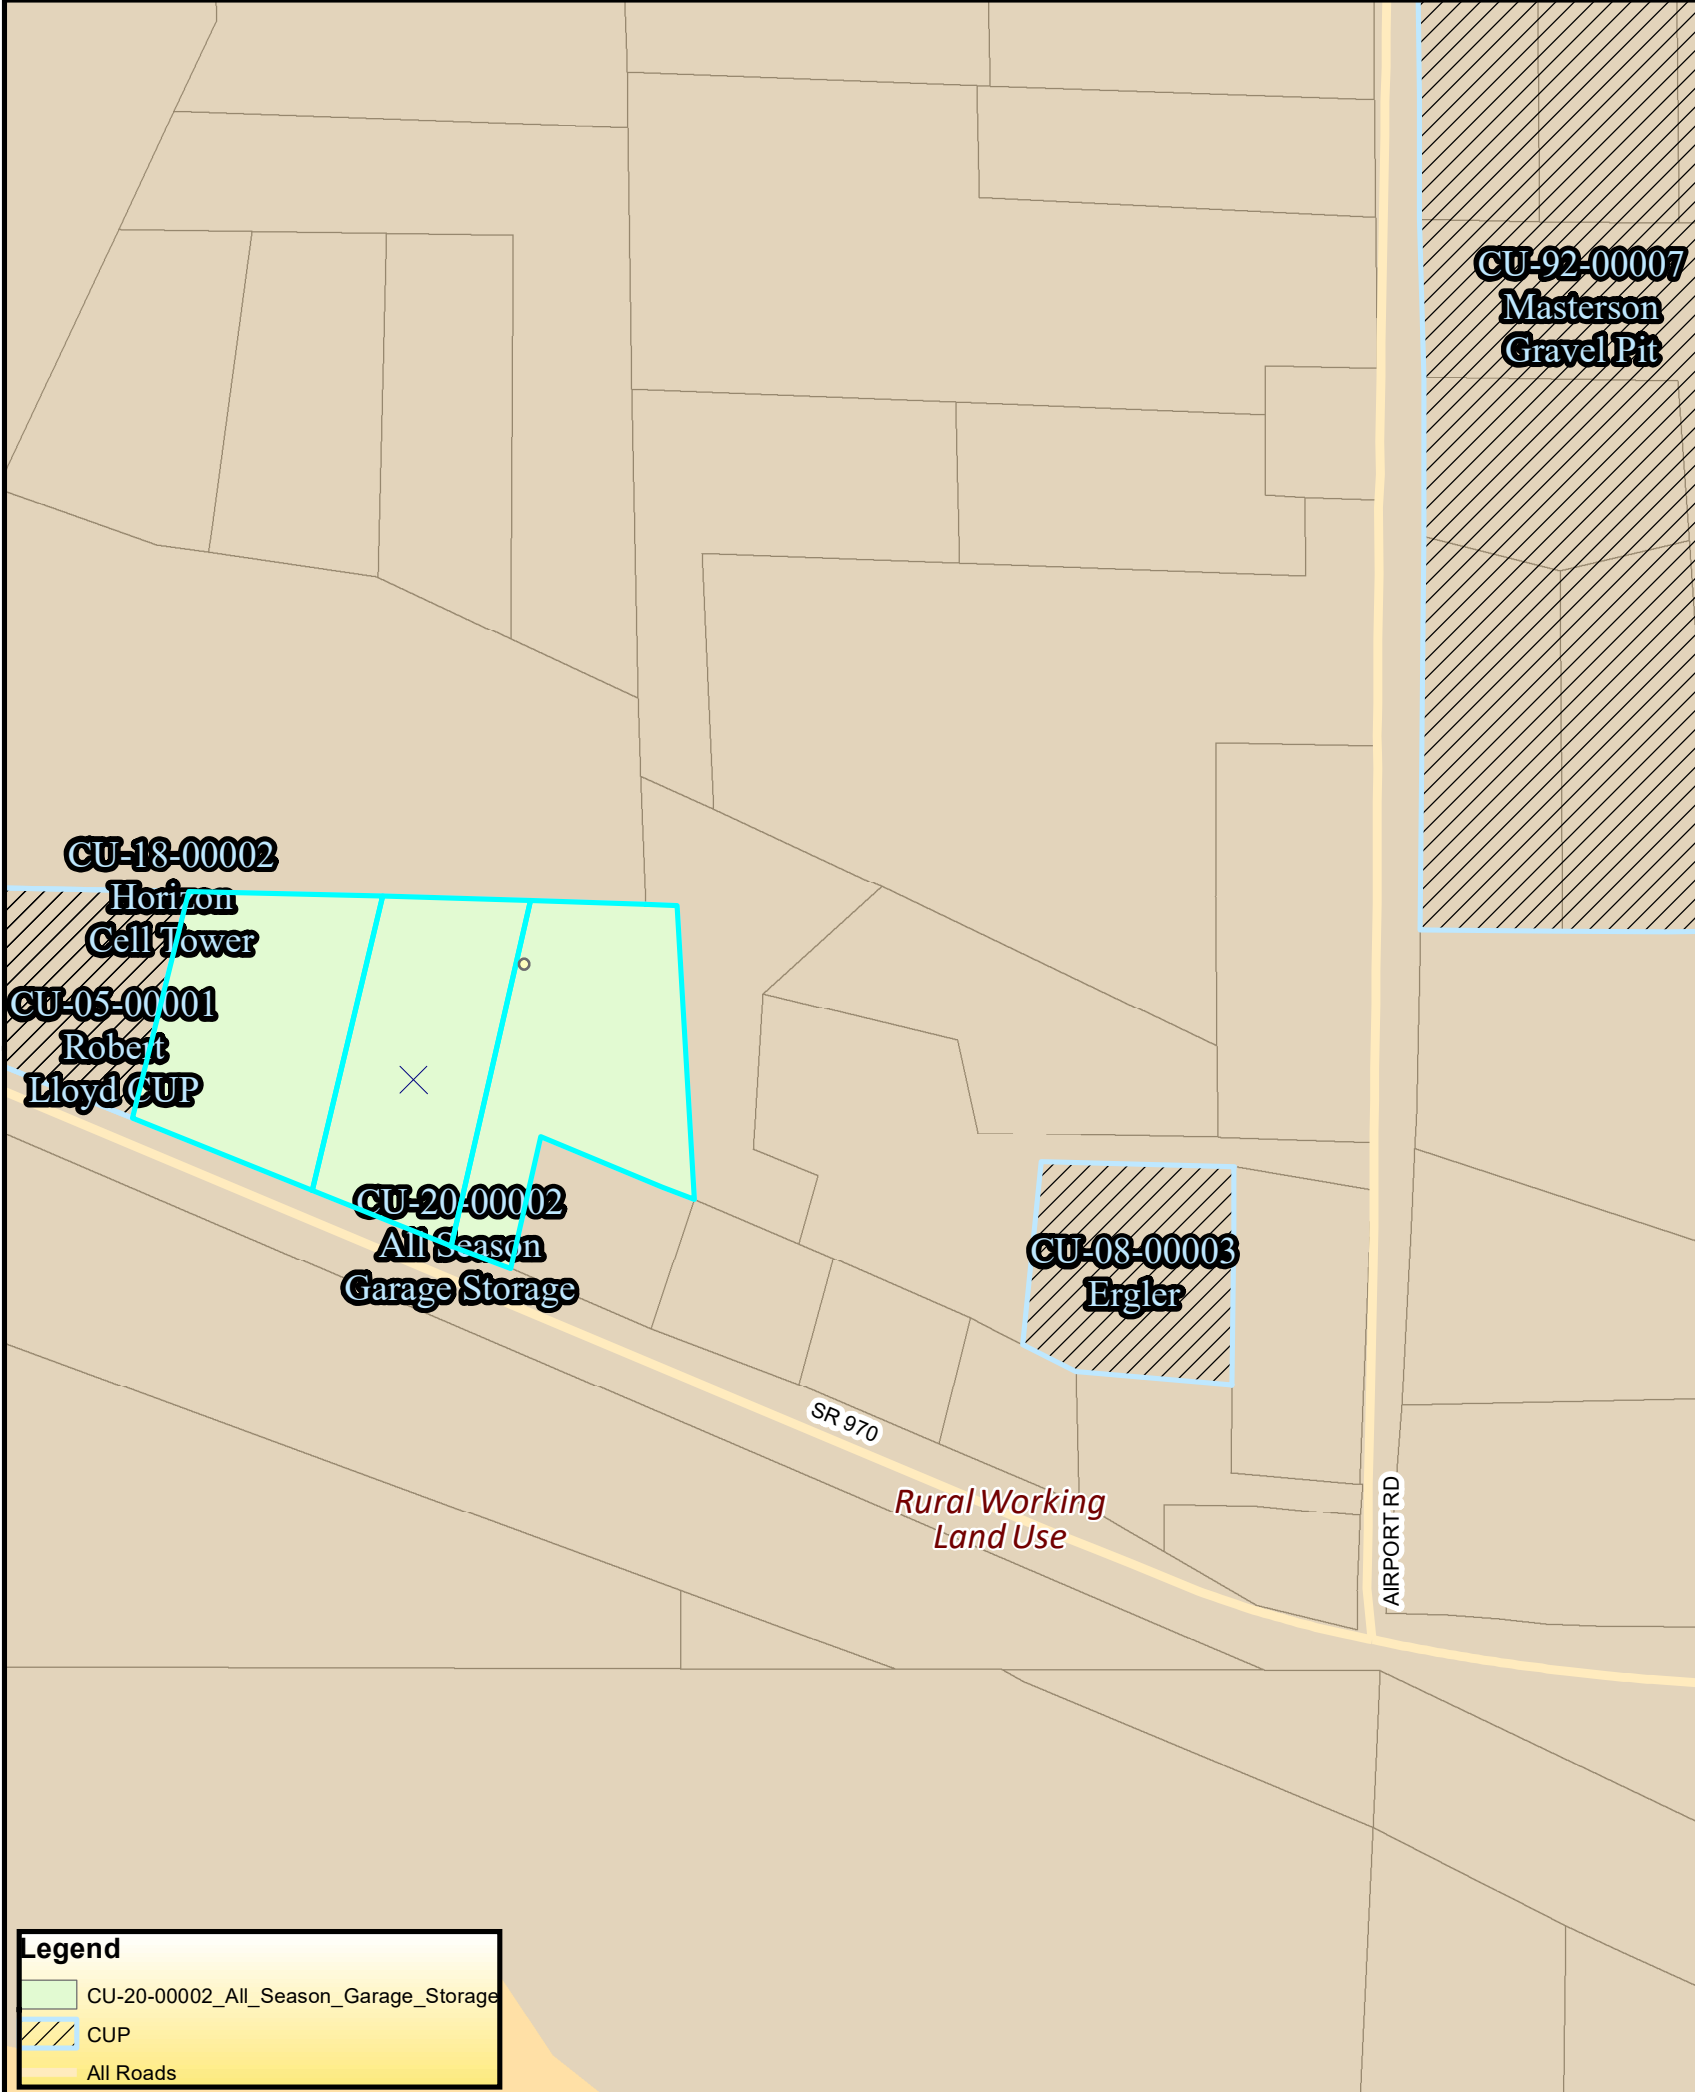 CU-92-00007
Masterson
Gravel Pit
CU-18-00002
Horizon
Cell Tower
CU-05-00001
Robert
Lloyd CUP
CU-20-00002
All Season
Garage Storage
CU-08-00003
Ergler
SR 970
Rural Working
Land Use
AIRPORT RD
Legend
CU-20-00002_All_Season_Garage_Storage
CUP
All Roads